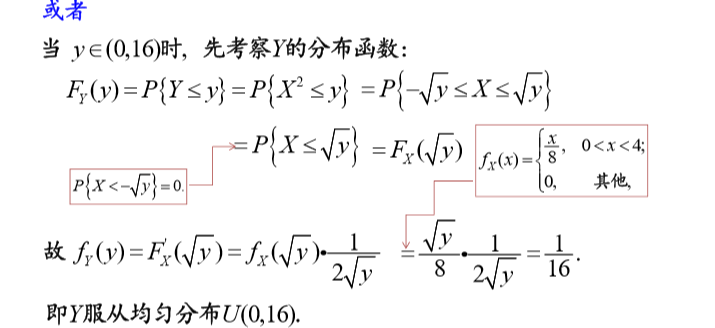 或者
当 y∈(0,16)时, 先考察Y的分布函数:
F_Y(y)=P{Y≤y}=P{X²≤y} =P{-√y≤X≤√y}
=P{X≤√y} =F_X(√y)
f_X(x)={x/8, 0<x<4; 0, 其他,
P{X<-√y}=0.
故 f_Y(y)=F′_X(√y)=f_X(√y)•1/(2√y) =√y/8•1/(2√y)=1/16.
即Y服从均匀分布U(0,16).